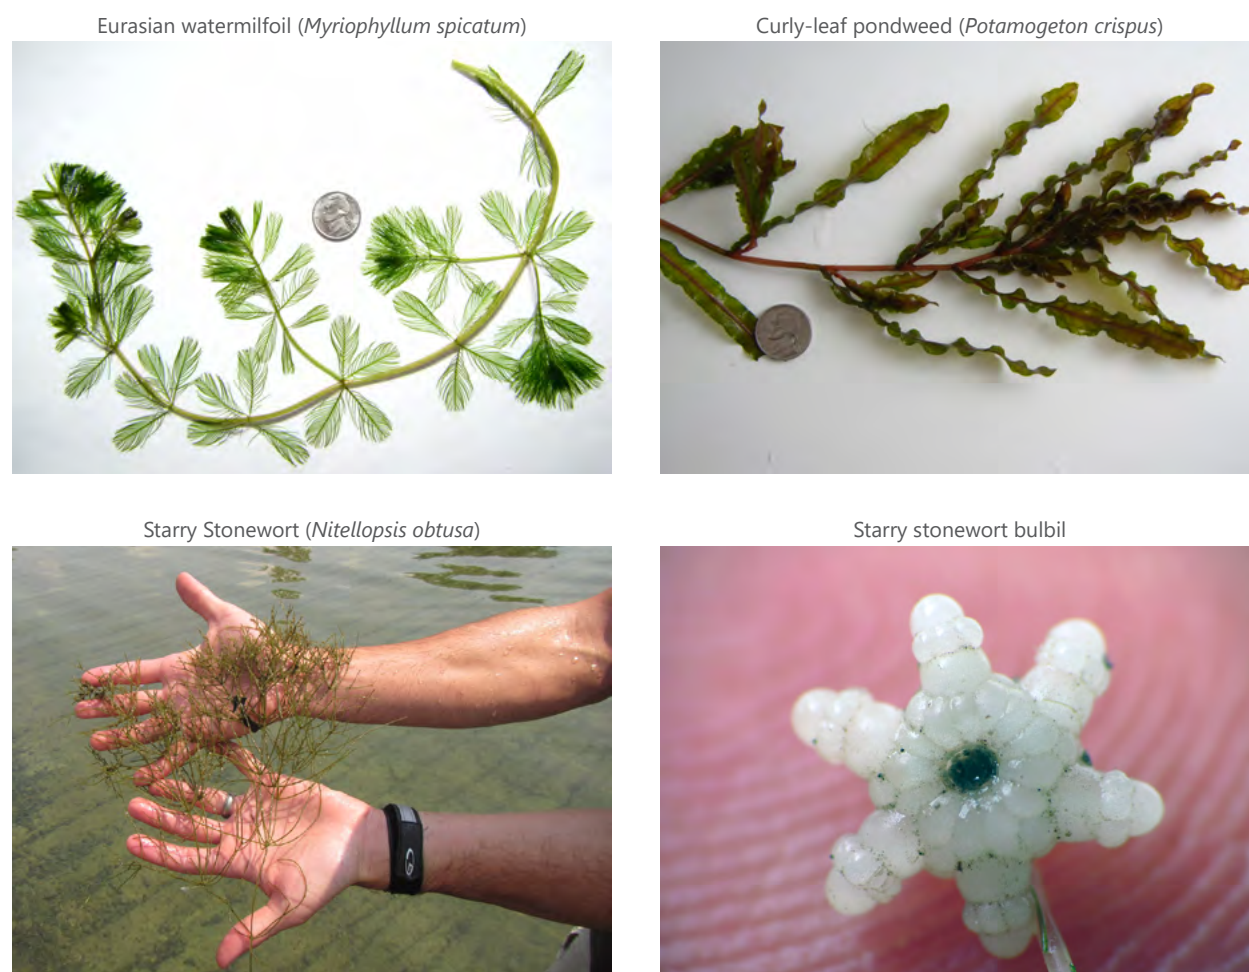 Eurasian watermilfoil (Myriophyllum spicatum)
Curly-leaf pondweed (Potamogeton crispus)
Starry Stonewort (Nitellopsis obtusa)
Starry stonewort bulbil